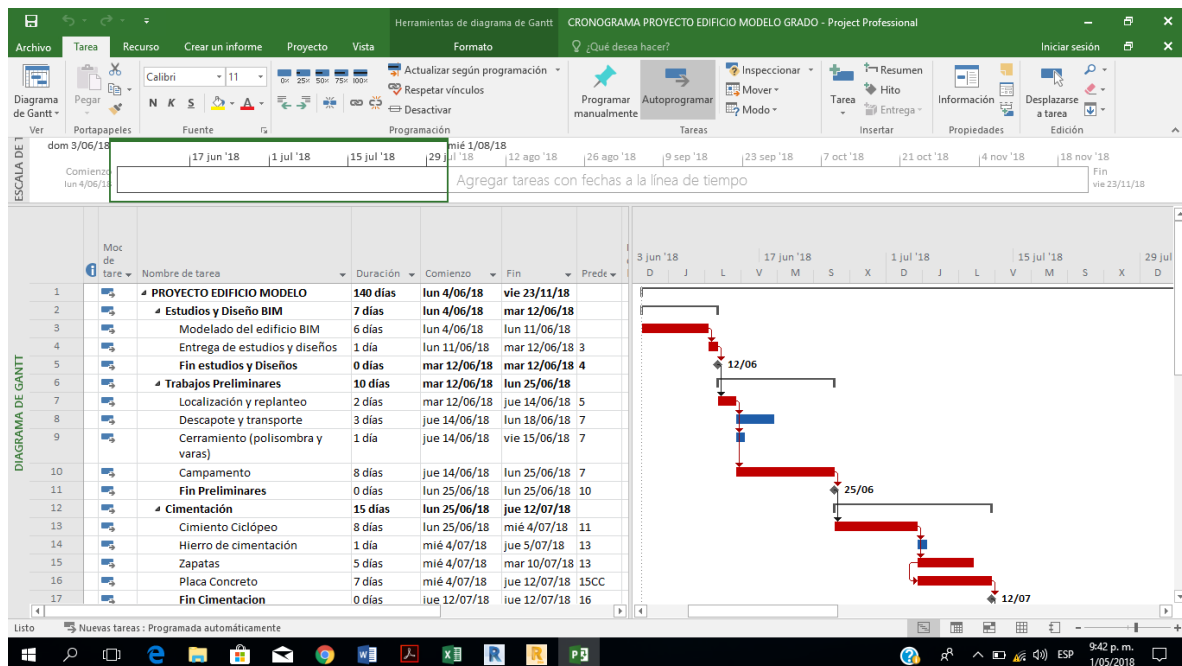 Herramientas de diagrama de Gantt CRONOGRAMA PROYECTO EDIFICIO MODELO GRADO - Project Professional
Archivo Tarea Recurso Crear un informe Proyecto Vista Formato ¿Qué desea hacer? Iniciar sesión
Diagrama de Gantt
Ver
Pegar
Portapapeles
Calibri 11
N K S
Fuente
0× 25× 50× 75× 100×
Actualizar según programación
Respetar vínculos
Desactivar
Programación
Programar manualmente
Autoprogramar
Inspeccionar
Mover
Modo
Tareas
Tarea
Resumen
Hito
Entrega
Insertar
Información
Propiedades
Desplazarse a tarea
Edición
ESCALA DE T
dom 3/06/18 mié 1/08/18
17 jun '18 1 jul '18 15 jul '18 29 jul '18 12 ago '18 26 ago '18 9 sep '18 23 sep '18 7 oct '18 21 oct '18 4 nov '18 18 nov '18
Comienzo
lun 4/06/18
Agregar tareas con fechas a la línea de tiempo
Fin
vie 23/11/18
DIAGRAMA DE GANTT
Moc de tare Nombre de tarea Duración Comienzo Fin Prede
3 jun '18 17 jun '18 1 jul '18 15 jul '18 29 jul
D J L V M S X D J L V M S X D
1 PROYECTO EDIFICIO MODELO 140 días lun 4/06/18 vie 23/11/18
2 Estudios y Diseño BIM 7 días lun 4/06/18 mar 12/06/18
3 Modelado del edificio BIM 6 días lun 4/06/18 lun 11/06/18
4 Entrega de estudios y diseños 1 día lun 11/06/18 mar 12/06/18 3
5 Fin estudios y Diseños 0 días mar 12/06/18 mar 12/06/18 4 12/06
6 Trabajos Preliminares 10 días mar 12/06/18 lun 25/06/18
7 Localización y replanteo 2 días mar 12/06/18 jue 14/06/18 5
8 Descapote y transporte 3 días jue 14/06/18 lun 18/06/18 7
9 Cerramiento (polisombra y varas) 1 día jue 14/06/18 vie 15/06/18 7
10 Campamento 8 días jue 14/06/18 lun 25/06/18 7
11 Fin Preliminares 0 días lun 25/06/18 lun 25/06/18 10 25/06
12 Cimentación 15 días lun 25/06/18 jue 12/07/18
13 Cimiento Ciclópeo 8 días lun 25/06/18 mié 4/07/18 11
14 Hierro de cimentación 1 día mié 4/07/18 jue 5/07/18 13
15 Zapatas 5 días mié 4/07/18 mar 10/07/18 13
16 Placa Concreto 7 días mié 4/07/18 jue 12/07/18 15CC
17 Fin Cimentacion 0 días jue 12/07/18 jue 12/07/18 16 12/07
Listo Nuevas tareas : Programada automáticamente
ESP 9:42 p. m.
1/05/2018